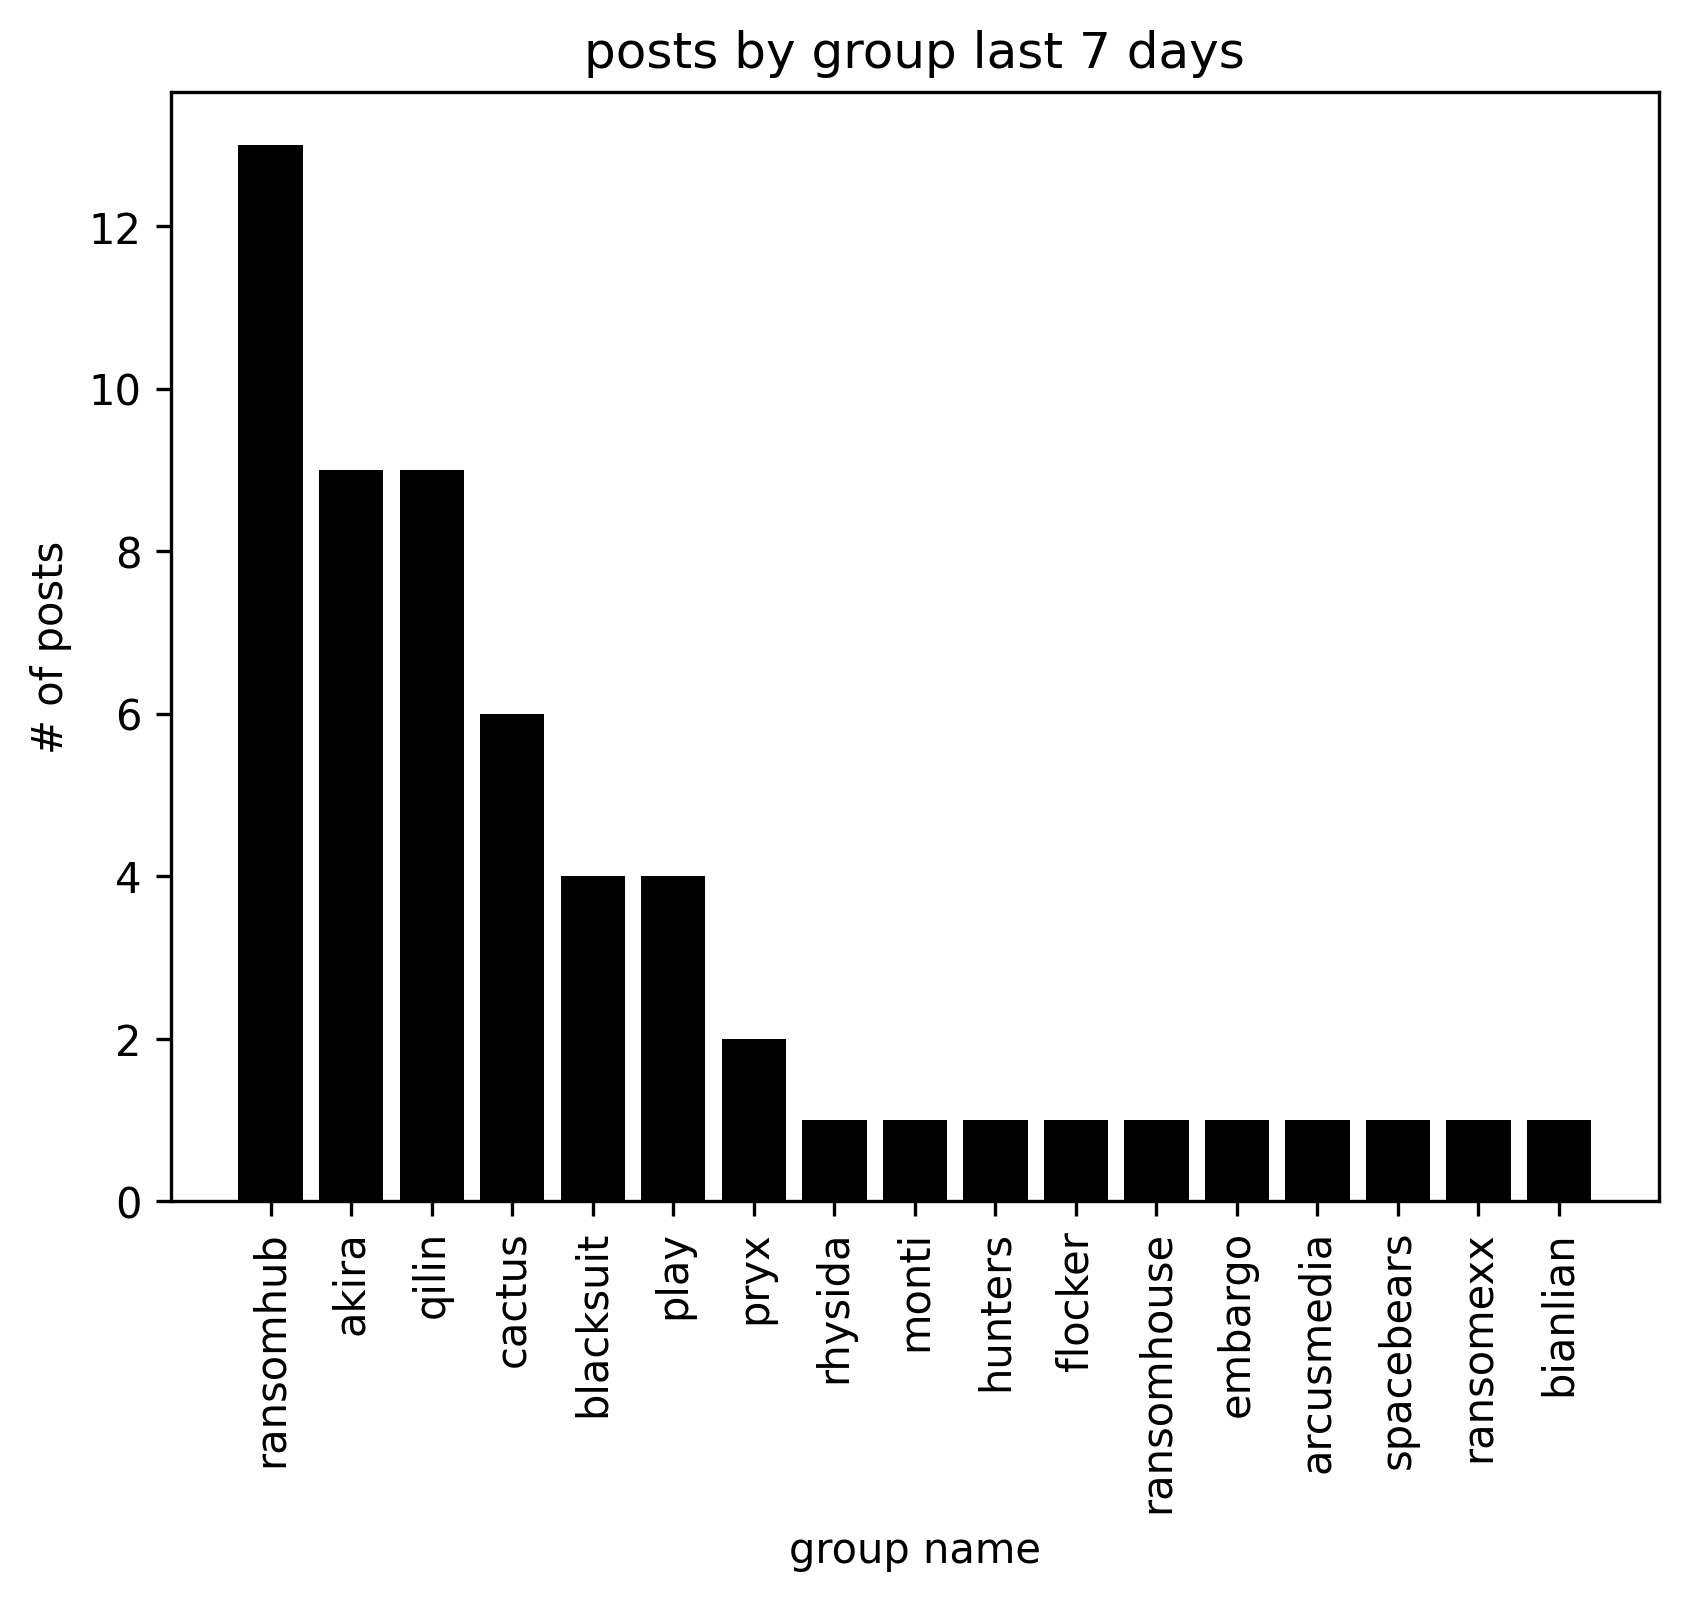 posts by group last 7 days
# of posts
12
10
8
6
4
2
0
ransomhub
akira
qilin
cactus
blacksuit
play
pryx
rhysida
monti
hunters
flocker
ransomhouse
embargo
arcusmedia
spacebears
ransomexx
bianlian
group name